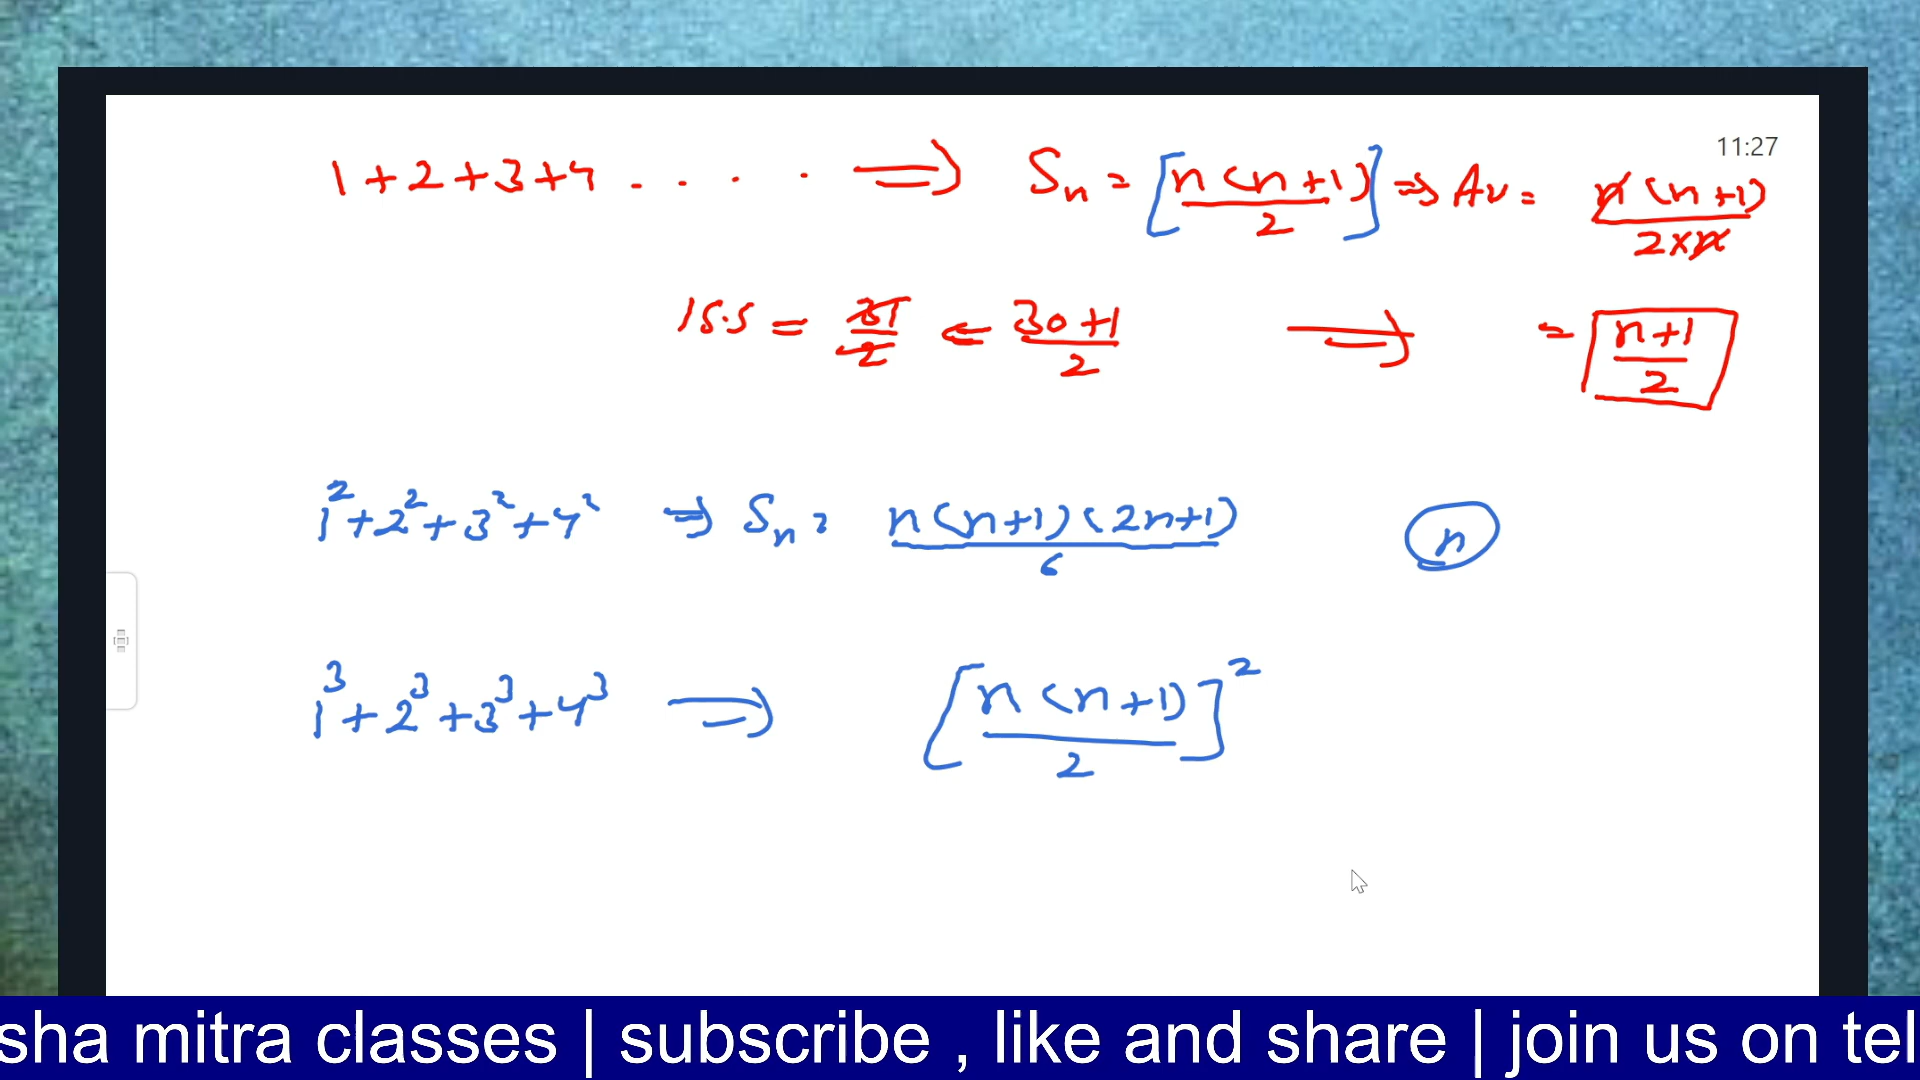 11:27
1+2+3+4 . . . . ⇒ Sn = [n(n+1)/2] ⇒ Av = n(n+1)/2×n
15.5 = 31/2 ⇐ 30+1/2 ⇒ = n+1/2
1²+2²+3²+4² ⇒ Sn = n(n+1)(2n+1)/6 n
1³+2³+3³+4³ ⇒ [n(n+1)/2]²
sha mitra classes | subscribe , like and share | join us on tel